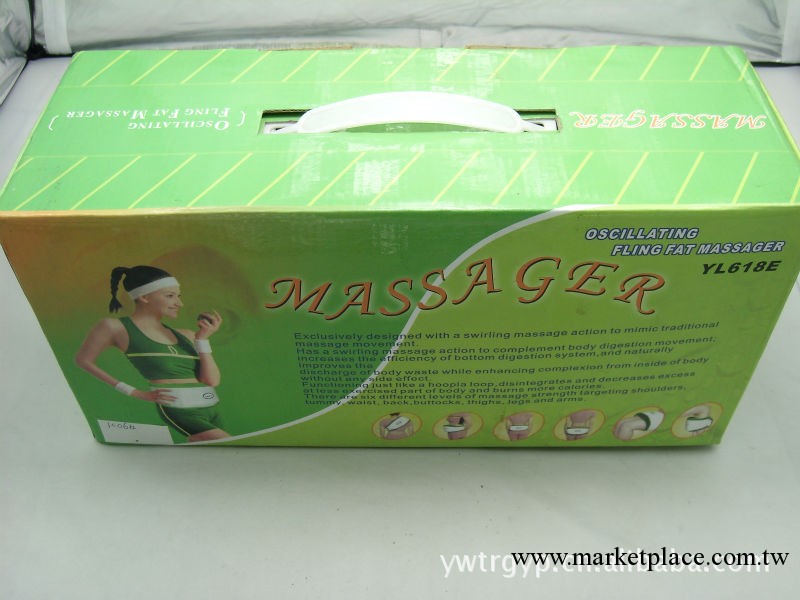 ( OSCILLATING
FLING FAT MASSAGER )
MASSAGER
OSCILLATING
FLING FAT MASSAGER
YL618E
MASSAGER
Exclusively designed with a swirling massage action to mimic traditional
massage movement.
Has a swirling massage action to complement body digestion movement;
increases the efficiency of bottom digestion system,and naturally
improves the
discharge of body waste while enhancing complexion from inside of body
without any side effect.
Functioning just like a hoopla loop,disintegrates and decreases excess
at less exercised part of body and burns more calories.
There are six different levels of massage strength targeting shoulders,
tummy, waist, back,buttocks, thighs, legs and arms.
www.marketplace.com.tw